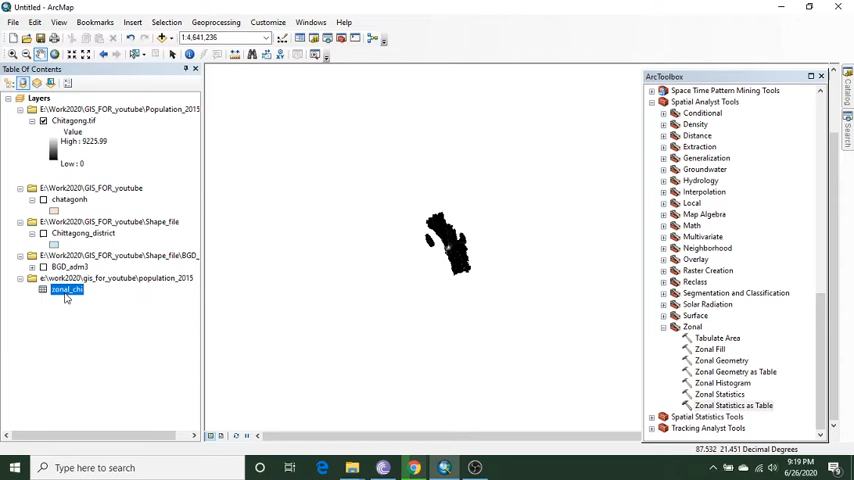 Untitled - ArcMap
File Edit View Bookmarks Insert Selection Geoprocessing Customize Windows Help
1:4,641,236
Table Of Contents
Layers
E:\Work2020\GIS_FOR_youtube\Population_2015
Chitagong.tif
Value
High : 9225.99
Low : 0
E:\Work2020\GIS_FOR_youtube
chatagonh
E:\Work2020\GIS_FOR_youtube\Shape_file
Chittagong_district
E:\Work2020\GIS_FOR_youtube\Shape_file\BGD_
BGD_adm3
e:\work2020\gis_for_youtube\population_2015
zonal_chi
ArcToolbox
Space Time Pattern Mining Tools
Spatial Analyst Tools
Conditional
Density
Distance
Extraction
Generalization
Groundwater
Hydrology
Interpolation
Local
Map Algebra
Math
Multivariate
Neighborhood
Overlay
Raster Creation
Reclass
Segmentation and Classification
Solar Radiation
Surface
Zonal
Tabulate Area
Zonal Fill
Zonal Geometry
Zonal Geometry as Table
Zonal Histogram
Zonal Statistics
Zonal Statistics as Table
Spatial Statistics Tools
Tracking Analyst Tools
Catalog
Search
87.532 21.451 Decimal Degrees
Type here to search
9:19 PM
6/26/2020